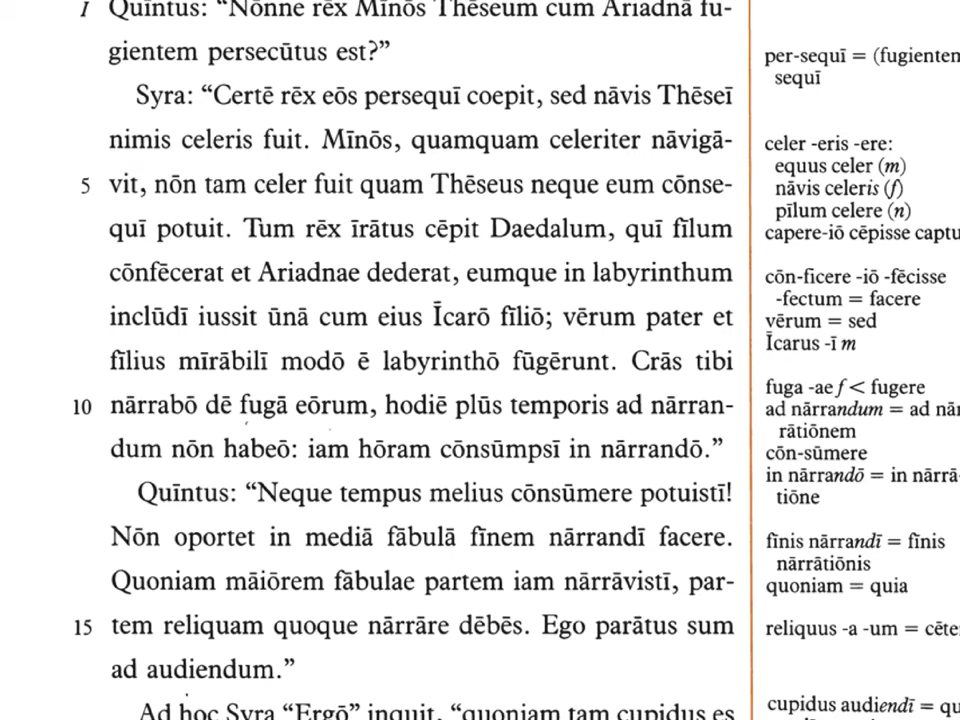 I Quīntus: “Nōnne rēx Mīnōs Thēseum cum Ariadnā fu-
gientem persecūtus est?”
Syra: “Certē rēx eōs persequī coepit, sed nāvis Thēseī
nimis celeris fuit. Mīnōs, quamquam celeriter nāvigā-
5 vit, nōn tam celer fuit quam Thēseus neque eum cōnse-
quī potuit. Tum rēx īrātus cēpit Daedalum, quī fīlum
cōnfēcerat et Ariadnae dederat, eumque in labyrinthum
inclūdī iussit ūnā cum eius Īcarō fīliō; vērum pater et
fīlius mīrābilī modō ē labyrinthō fūgērunt. Crās tibi
10 nārrabō dē fugā eōrum, hodiē plūs temporis ad nārran-
dum nōn habeō: iam hōram cōnsūmpsī in nārrandō.”
Quīntus: “Neque tempus melius cōnsūmere potuistī!
Nōn oportet in mediā fābulā fīnem nārrandī facere.
Quoniam māiōrem fābulae partem iam nārrāvistī, par-
15 tem reliquam quoque nārrāre dēbēs. Ego parātus sum
ad audiendum.”
Ad hoc Syra “Ergō” inquit, “quoniam tam cupidus es
per-sequī = (fugientem
sequī
celer -eris -ere:
equus celer (m)
nāvis celeris (f)
pīlum celere (n)
capere-iō cēpisse captu
cōn-ficere -iō -fēcisse
-fectum = facere
vērum = sed
Īcarus -ī m
fuga -ae f < fugere
ad nārrandum = ad nār
rātiōnem
cōn-sūmere
in nārrandō = in nārrā-
tiōne
fīnis nārrandī = fīnis
nārrātiōnis
quoniam = quia
reliquus -a -um = cēte
cupidus audiendī = qu